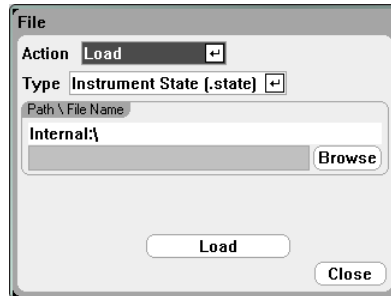 File
Action Load
Type Instrument State (.state)
Path \ File Name
Internal:\
Browse
Load
Close